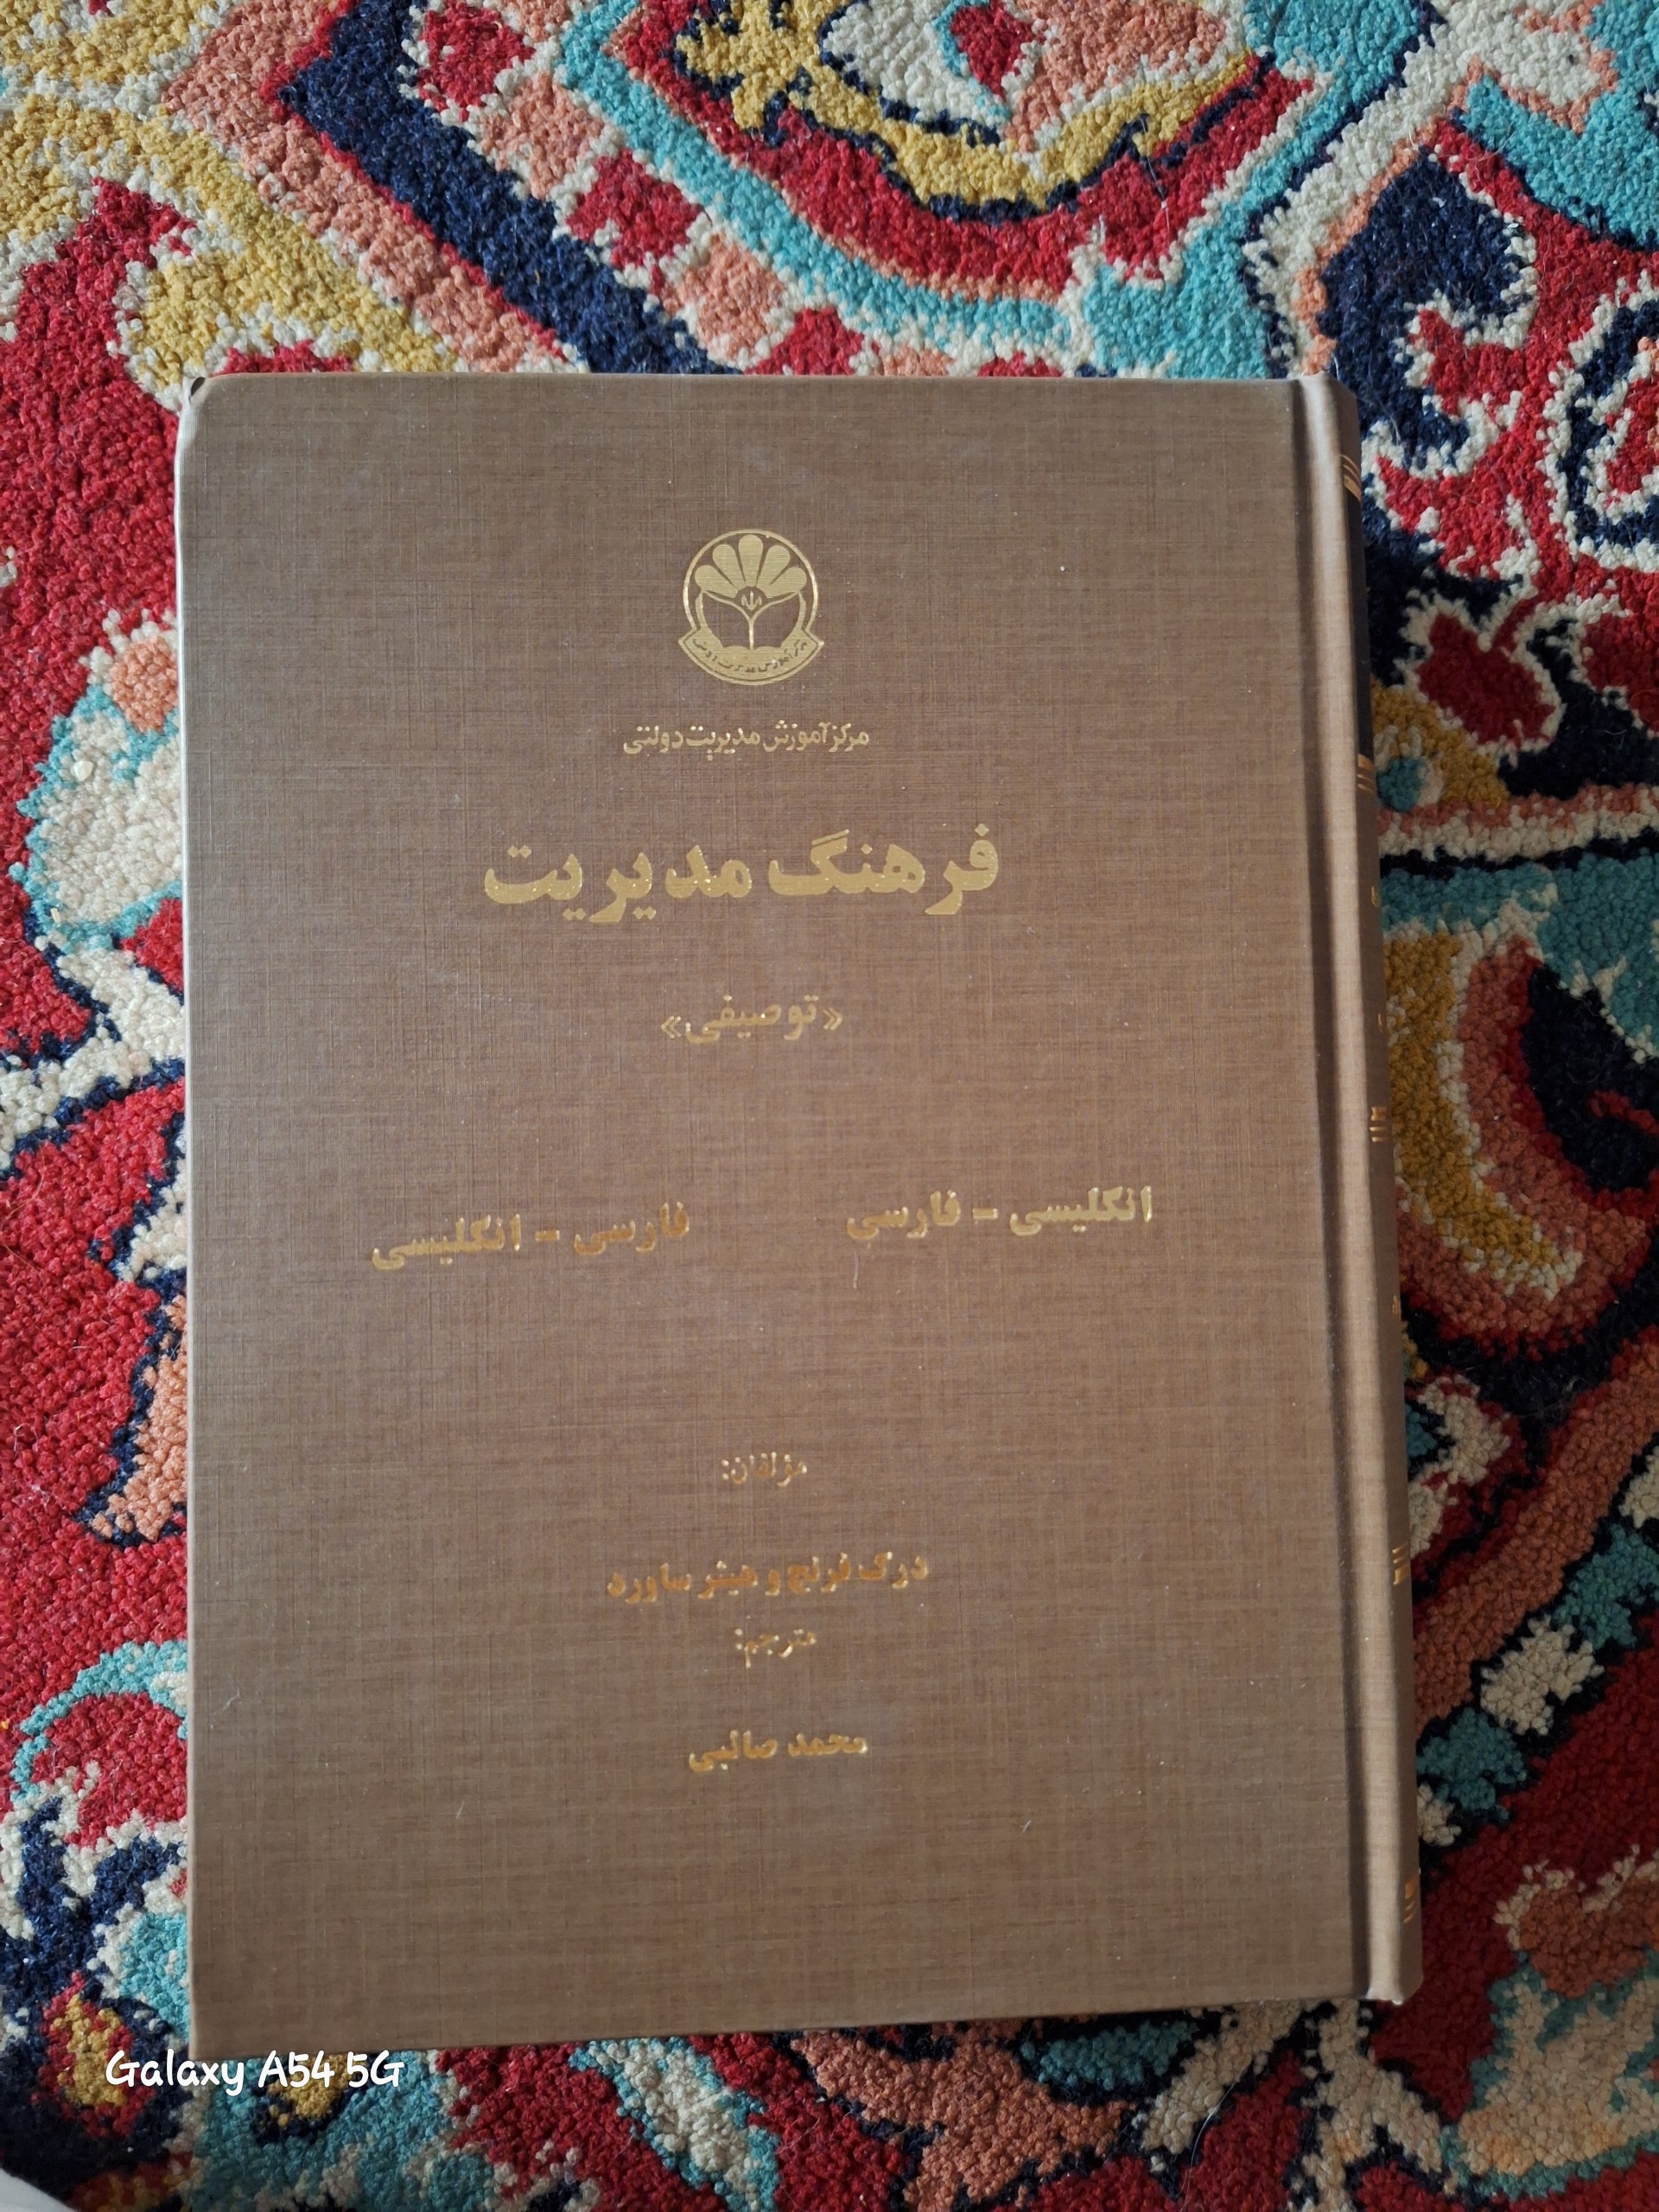 مرکز آموزش مدیریت دولتی
فرهنگ مدیریت
«توصیفی»
انگلیسی - فارسی
فارسی - انگلیسی
مؤلفان:
درک فرنچ و هیثر ساورد
مترجم:
محمد صائبی
Galaxy A54 5G